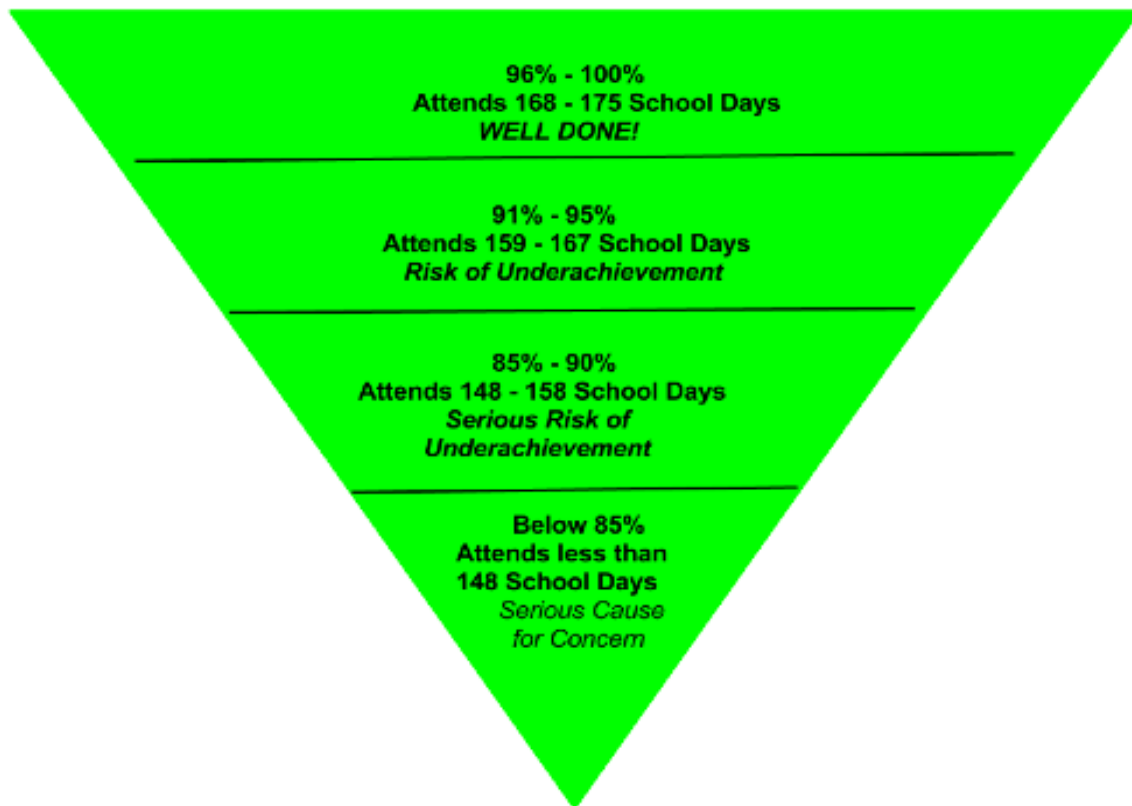 96% - 100%
Attends 168 - 175 School Days
WELL DONE!
91% - 95%
Attends 159 - 167 School Days
Risk of Underachievement
85% - 90%
Attends 148 - 158 School Days
Serious Risk of
Underachievement
Below 85%
Attends less than
148 School Days
Serious Cause
for Concern